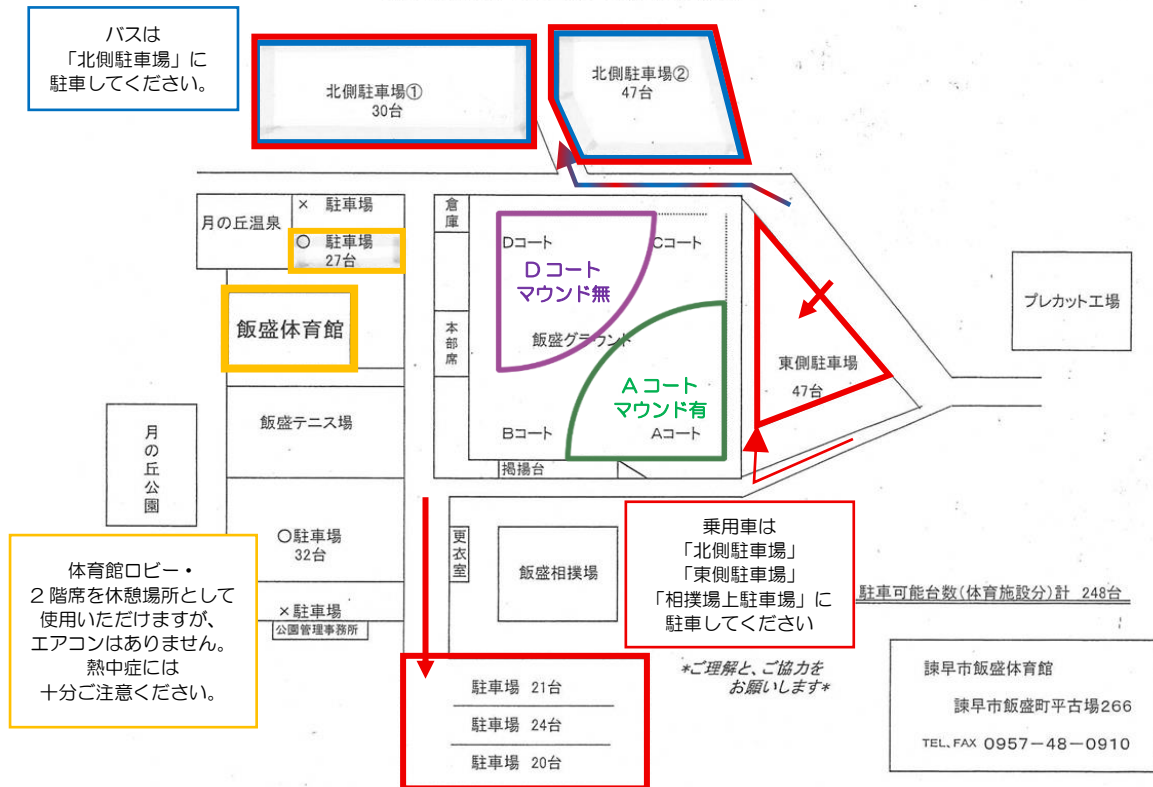 バスは
「北側駐車場」に
駐車してください。
北側駐車場①
30台
北側駐車場②
47台
月の丘温泉
× 駐車場
○ 駐車場
27台
倉庫
Dコート
Cコート
Dコート
マウンド無
飯盛体育館
本部席
飯盛グラウンド
プレカット工場
東側駐車場
47台
Aコート
マウンド有
飯盛テニス場
Bコート
Aコート
掲揚台
月の丘公園
○駐車場
32台
更衣室
飯盛相撲場
乗用車は
「北側駐車場」
「東側駐車場」
「相撲場上駐車場」に
駐車してください
体育館ロビー・
2階席を休憩場所として
使用いただけますが、
エアコンはありません。
熱中症には
十分ご注意ください。
×駐車場
公園管理事務所
駐車可能台数(体育施設分)計 248台
*ご理解と、ご協力を
お願いします*
駐車場 21台
駐車場 24台
駐車場 20台
諫早市飯盛体育館
諫早市飯盛町平古場266
TEL、FAX 0957-48-0910